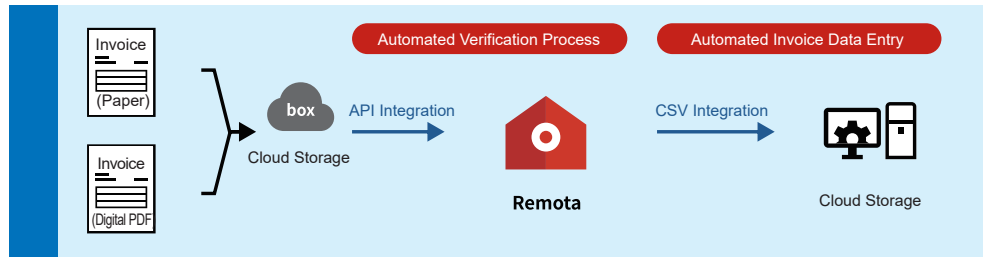 Automated Verification Process
Automated Invoice Data Entry
Invoice
(Paper)
box
Cloud Storage
API Integration
CSV Integration
Remota
Cloud Storage
Invoice
(Digital PDF